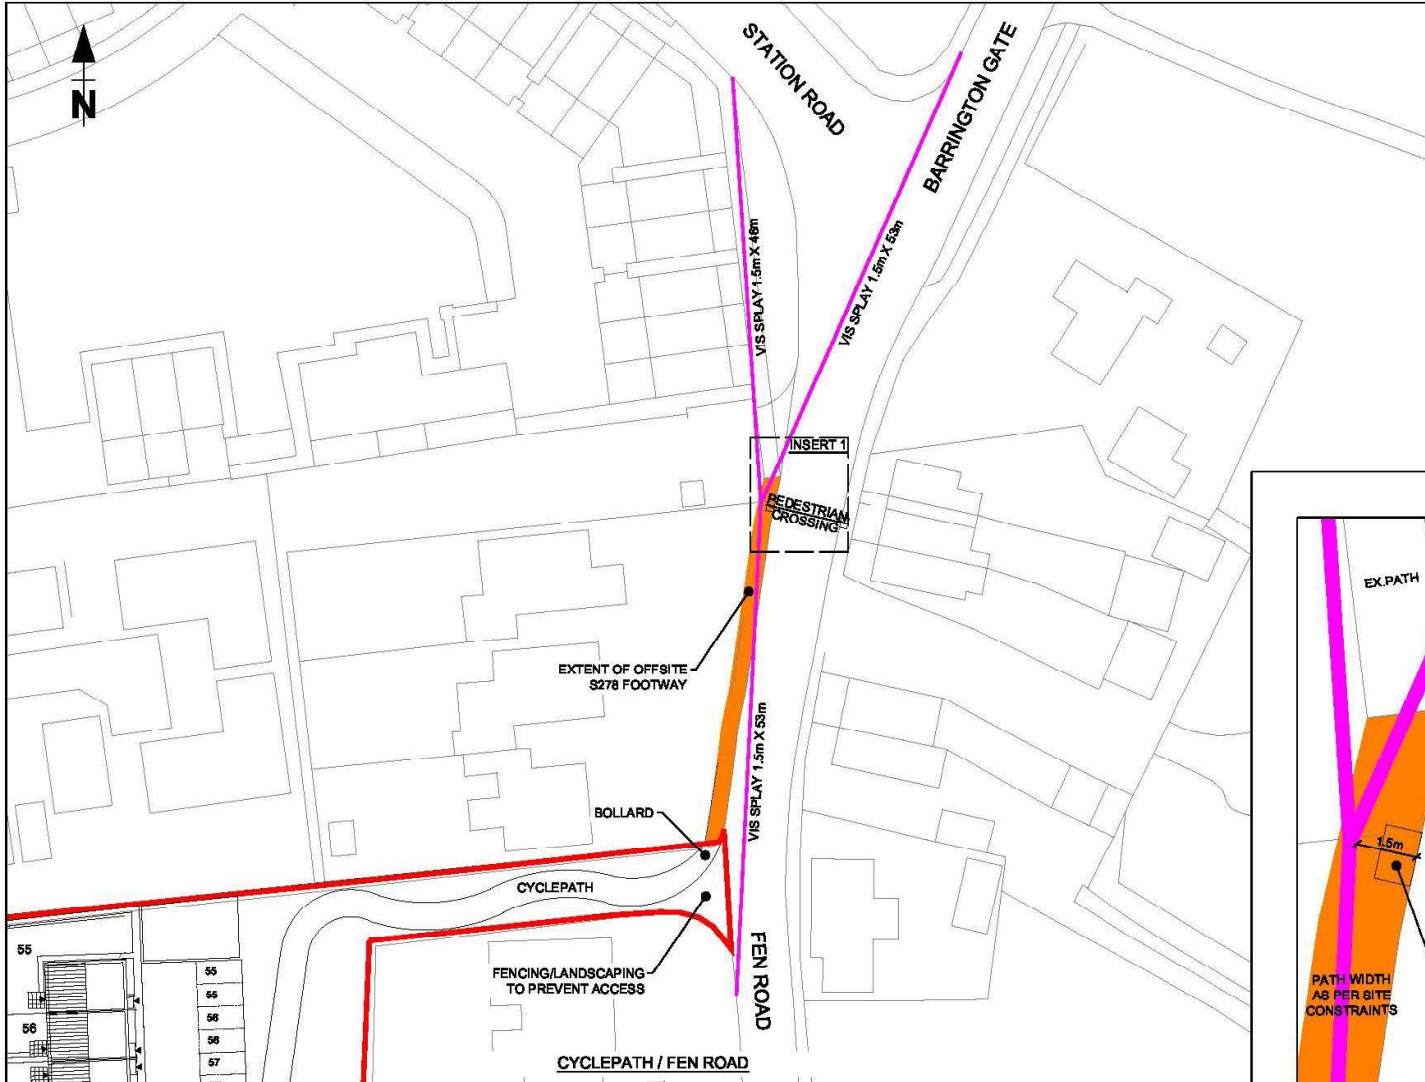 N
STATION ROAD
BARRINGTON GATE
VIS SPLAY 1.5m X 46m
VIS SPLAY 1.5m X 53m
INSERT 1
PEDESTRIAN
CROSSING
EXTENT OF OFFSITE
S278 FOOTWAY
VIS SPLAY 1.5m X 53m
BOLLARD
CYCLEPATH
FENCING/LANDSCAPING
TO PREVENT ACCESS
FEN ROAD
CYCLEPATH / FEN ROAD
55
56
55
55
56
56
57
EX.PATH
1.5m
PATH WIDTH
AS PER SITE
CONSTRAINTS